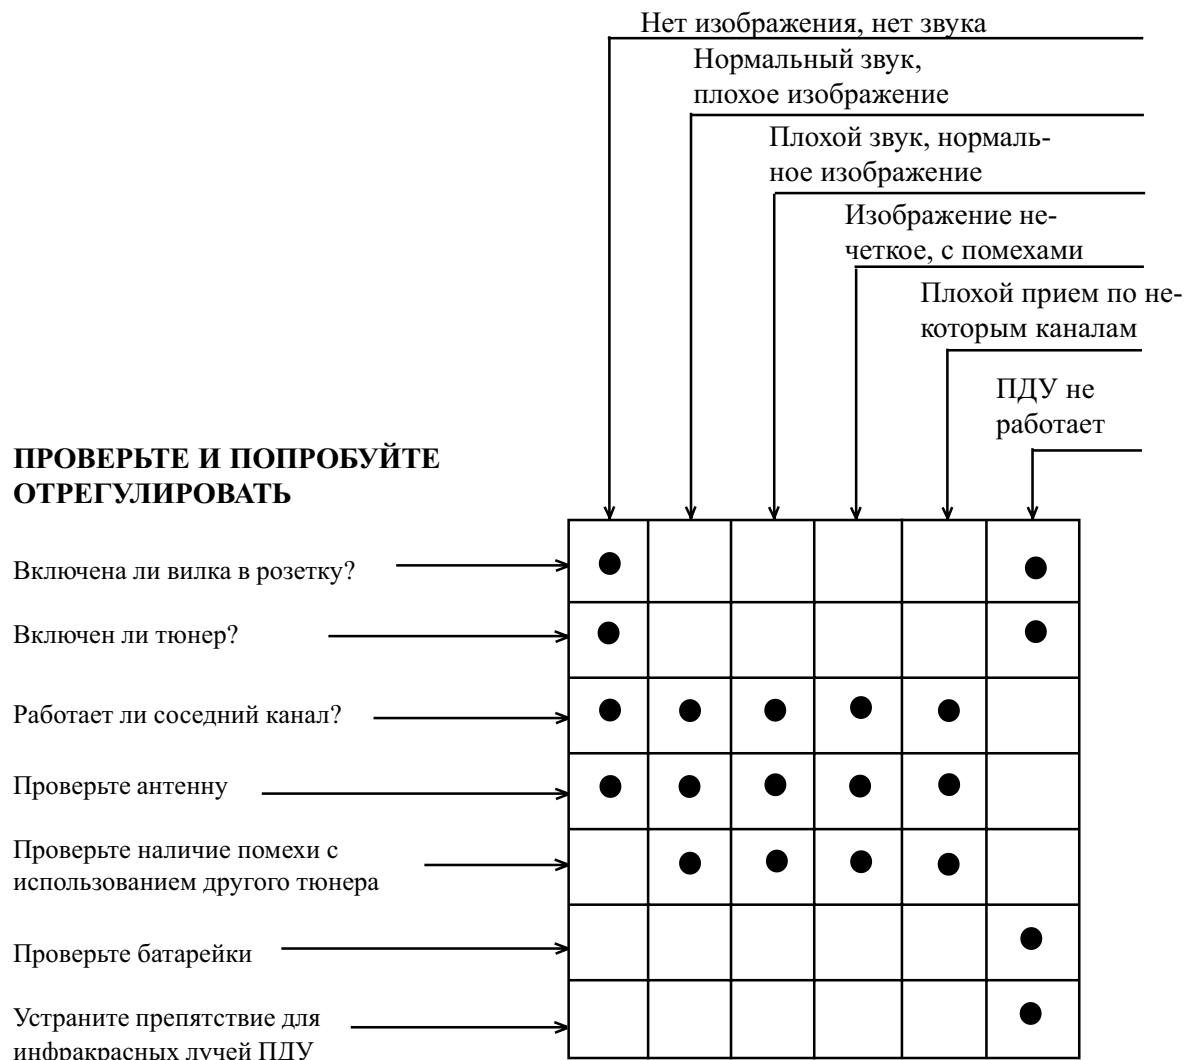 Нет изображения, нет звука
Нормальный звук,
плохое изображение
Плохой звук, нормаль-
ное изображение
Изображение не-
четкое, с помехами
Плохой прием по не-
которым каналам
ПДУ не
работает
ПРОВЕРЬТЕ И ПОПРОБУЙТЕ
ОТРЕГУЛИРОВАТЬ
Включена ли вилка в розетку?
Включен ли тюнер?
Работает ли соседний канал?
Проверьте антенну
Проверьте наличие помехи с
использованием другого тюнера
Проверьте батарейки
Устраните препятствие для
инфракрасных лучей ПДУ